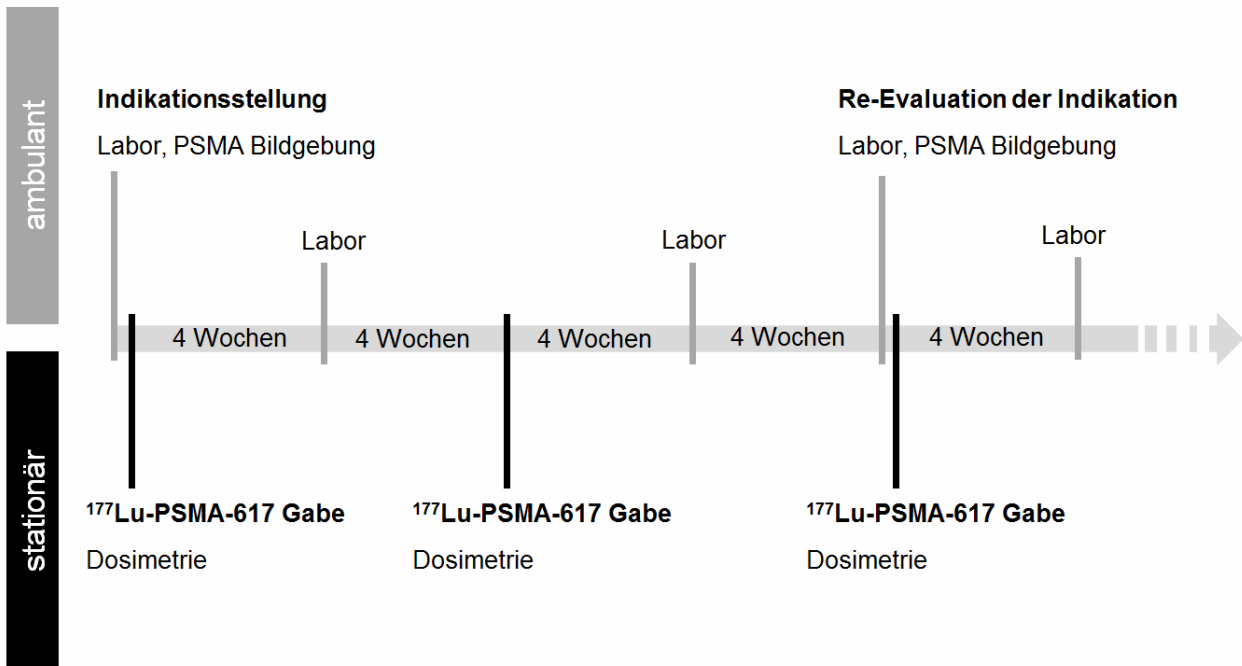 ambulant
Indikationsstellung
Labor, PSMA Bildgebung
Re-Evaluation der Indikation
Labor, PSMA Bildgebung
Labor
Labor
Labor
4 Wochen
4 Wochen
4 Wochen
4 Wochen
4 Wochen
stationär
¹⁷⁷Lu-PSMA-617 Gabe
Dosimetrie
¹⁷⁷Lu-PSMA-617 Gabe
Dosimetrie
¹⁷⁷Lu-PSMA-617 Gabe
Dosimetrie